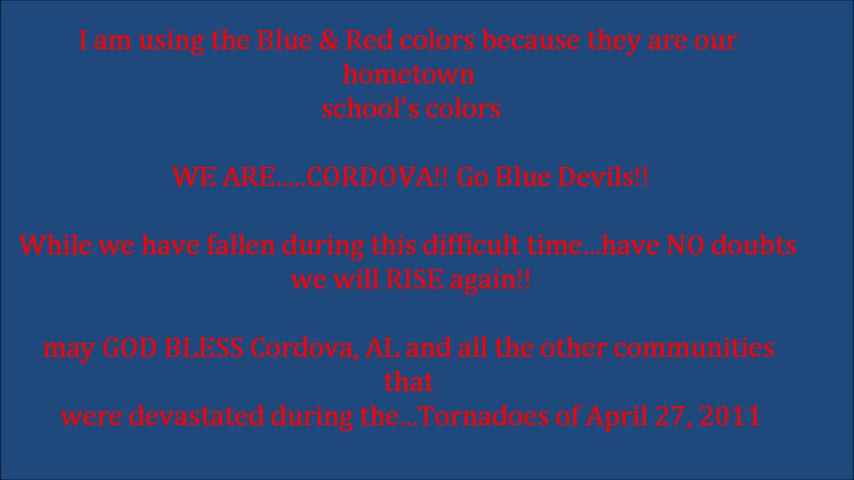 I am using the Blue & Red colors because they are our
hometown
school's colors
WE ARE.....CORDOVA!! Go Blue Devils!!
While we have fallen during this difficult time...have NO doubts
we will RISE again!!
may GOD BLESS Cordova, AL and all the other communities
that
were devastated during the...Tornadoes of April 27, 2011